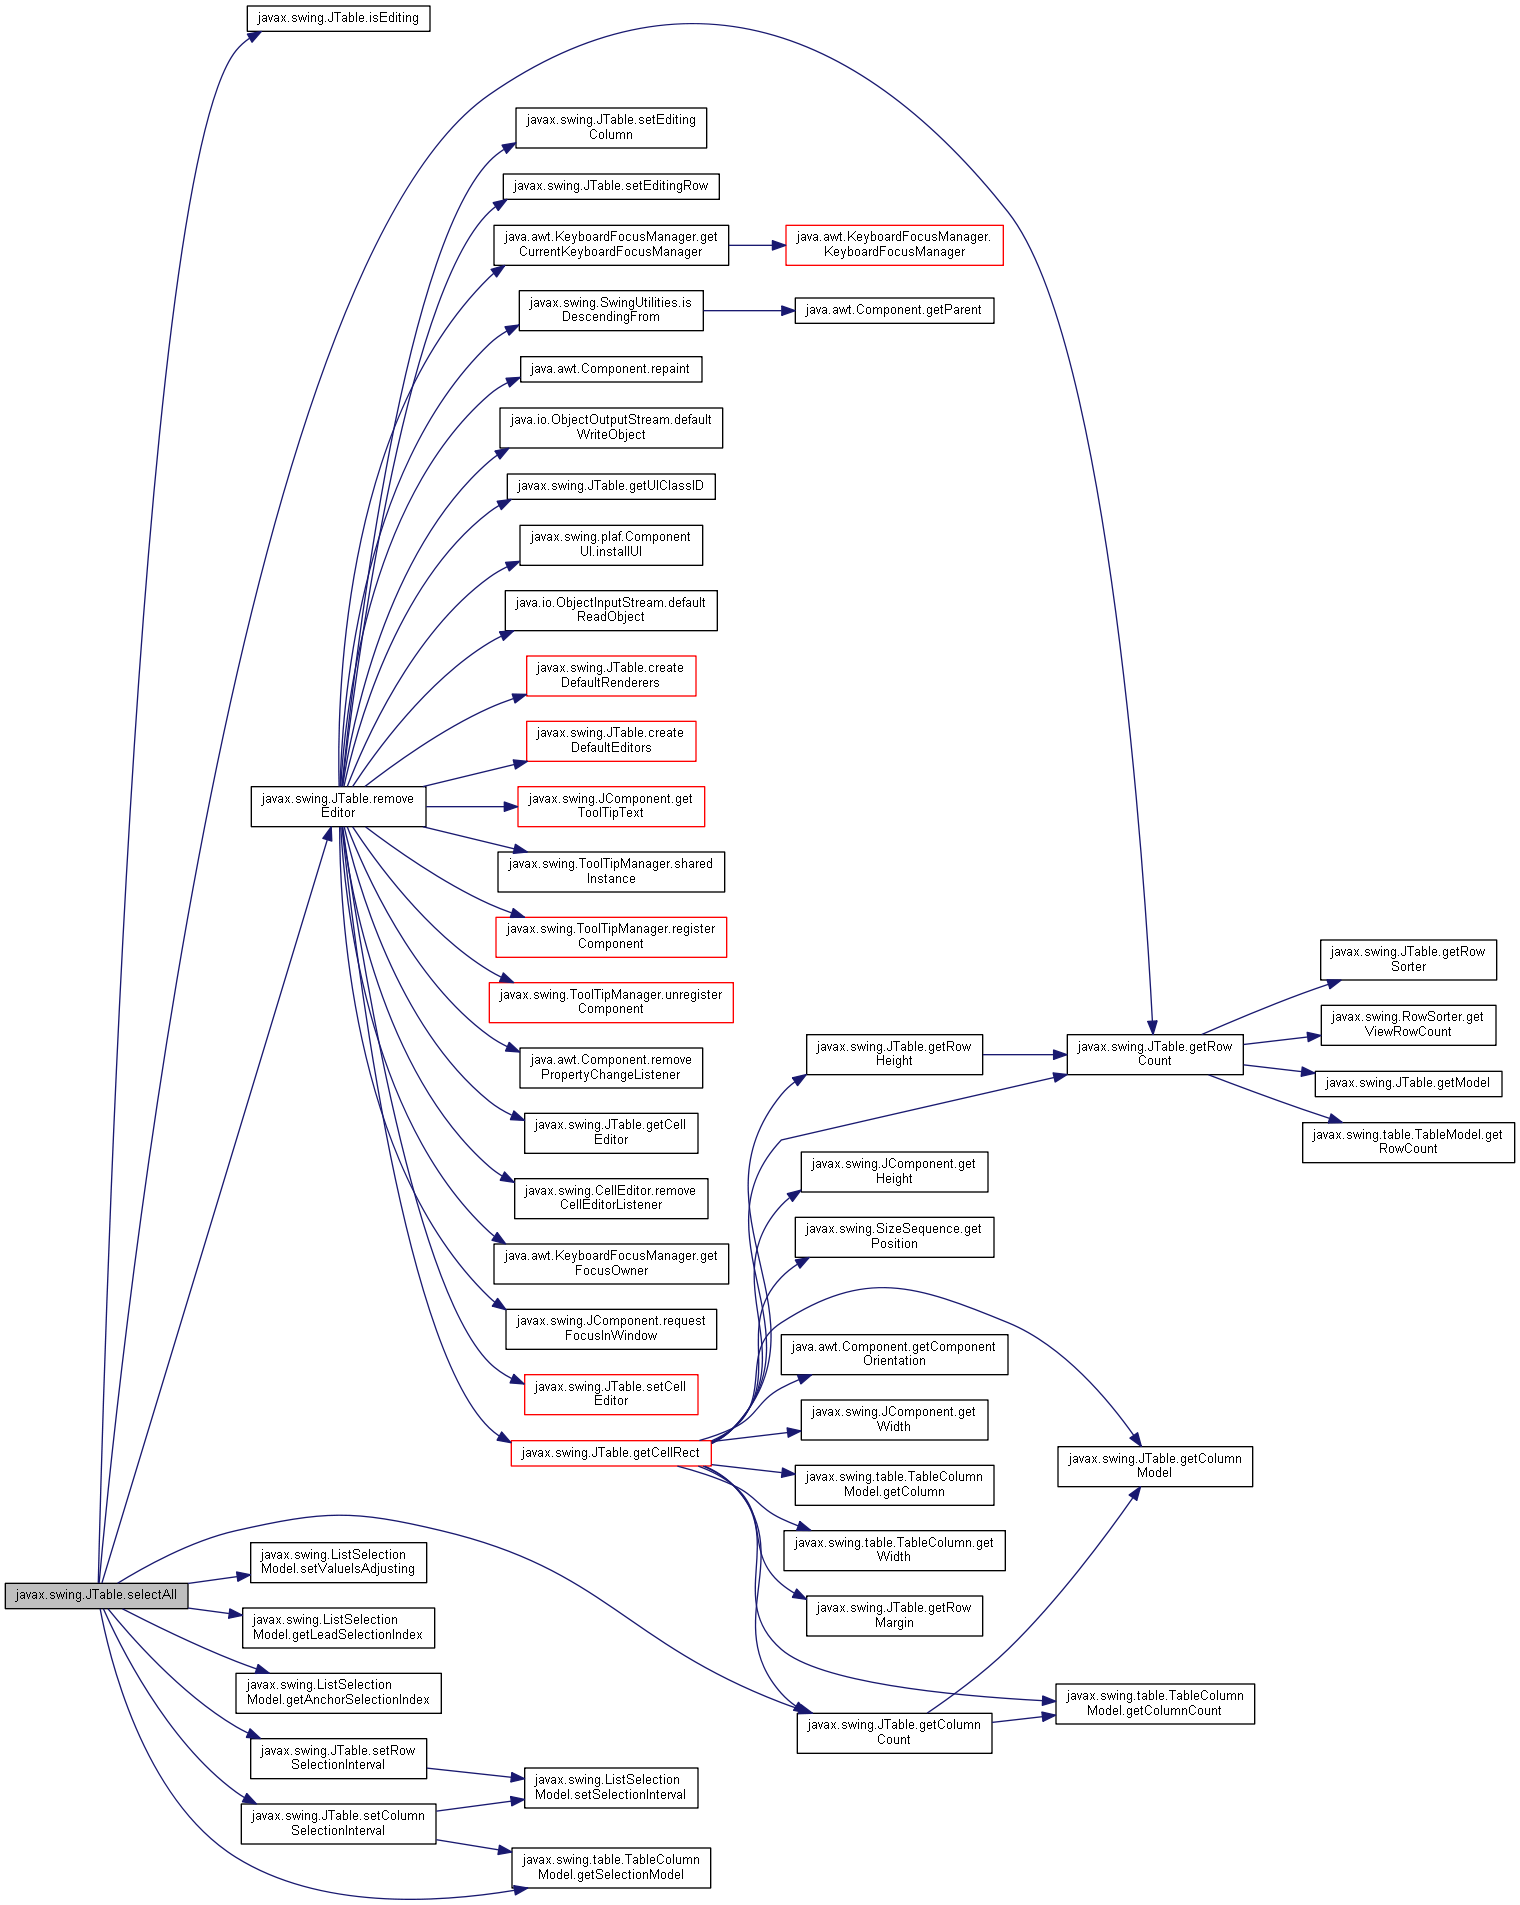 javax.swing.JTable.isEditing
javax.swing.JTable.setEditing
Column
javax.swing.JTable.setEditingRow
java.awt.KeyboardFocusManager.get
CurrentKeyboardFocusManager
java.awt.KeyboardFocusManager.
KeyboardFocusManager
javax.swing.SwingUtilities.is
DescendingFrom
java.awt.Component.getParent
java.awt.Component.repaint
java.io.ObjectOutputStream.default
WriteObject
javax.swing.JTable.getUIClassID
javax.swing.plaf.Component
UI.installUI
java.io.ObjectInputStream.default
ReadObject
javax.swing.JTable.create
DefaultRenderers
javax.swing.JTable.create
DefaultEditors
javax.swing.JTable.remove
Editor
javax.swing.JComponent.get
ToolTipText
javax.swing.ToolTipManager.shared
Instance
javax.swing.ToolTipManager.register
Component
javax.swing.ToolTipManager.unregister
Component
java.awt.Component.remove
PropertyChangeListener
javax.swing.JTable.getCell
Editor
javax.swing.CellEditor.remove
CellEditorListener
java.awt.KeyboardFocusManager.get
FocusOwner
javax.swing.JComponent.request
FocusInWindow
javax.swing.JTable.setCell
Editor
javax.swing.JTable.getCellRect
javax.swing.JTable.getRow
Height
javax.swing.JTable.getRow
Count
javax.swing.JTable.getRow
Sorter
javax.swing.RowSorter.get
ViewRowCount
javax.swing.JTable.getModel
javax.swing.table.TableModel.get
RowCount
javax.swing.JComponent.get
Height
javax.swing.SizeSequence.get
Position
java.awt.Component.getComponent
Orientation
javax.swing.JComponent.get
Width
javax.swing.table.TableColumn
Model.getColumn
javax.swing.table.TableColumn.get
Width
javax.swing.JTable.getRow
Margin
javax.swing.JTable.getColumn
Model
javax.swing.table.TableColumn
Model.getColumnCount
javax.swing.JTable.getColumn
Count
javax.swing.JTable.selectAll
javax.swing.ListSelection
Model.setValueIsAdjusting
javax.swing.ListSelection
Model.getLeadSelectionIndex
javax.swing.ListSelection
Model.getAnchorSelectionIndex
javax.swing.JTable.setRow
SelectionInterval
javax.swing.JTable.setColumn
SelectionInterval
javax.swing.ListSelection
Model.setSelectionInterval
javax.swing.table.TableColumn
Model.getSelectionModel